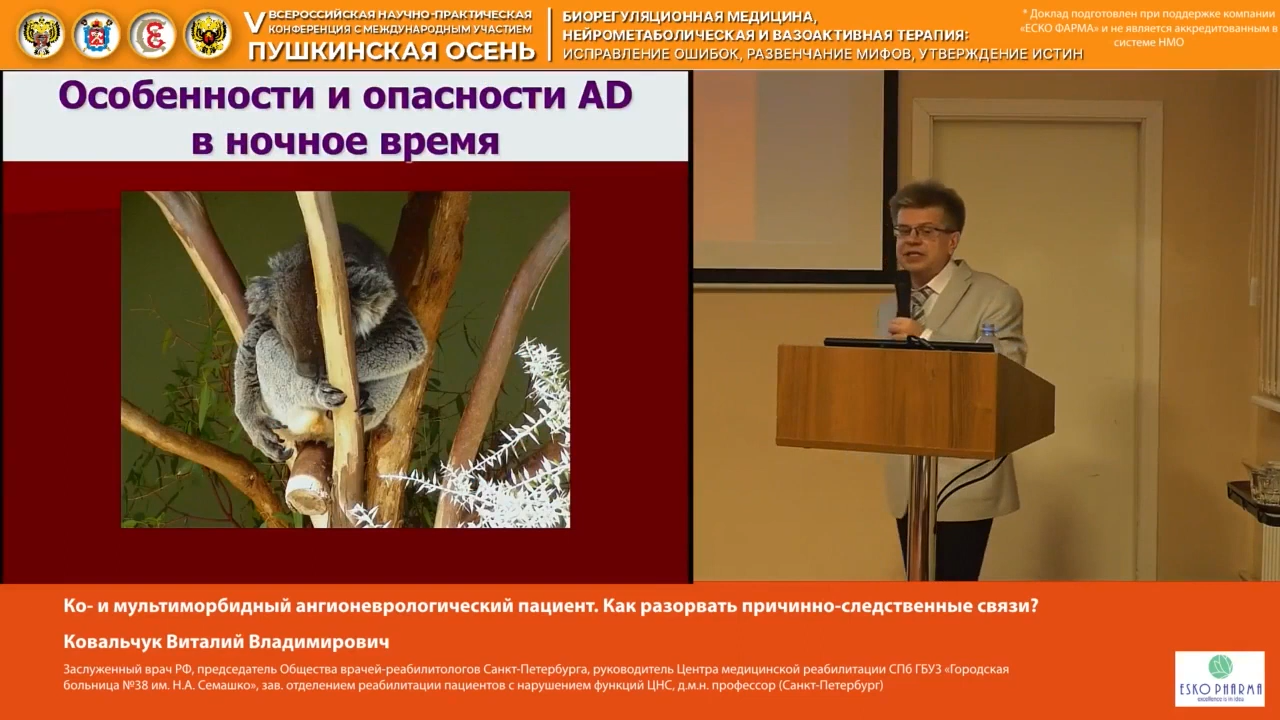 V ВСЕРОССИЙСКАЯ НАУЧНО-ПРАКТИЧЕСКАЯ
КОНФЕРЕНЦИЯ С МЕЖДУНАРОДНЫМ УЧАСТИЕМ
ПУШКИНСКАЯ ОСЕНЬ
БИОРЕГУЛЯЦИОННАЯ МЕДИЦИНА,
НЕЙРОМЕТАБОЛИЧЕСКАЯ И ВАЗОАКТИВНАЯ ТЕРАПИЯ:
ИСПРАВЛЕНИЕ ОШИБОК, РАЗВЕНЧАНИЕ МИФОВ, УТВЕРЖДЕНИЕ ИСТИН
* Доклад подготовлен при поддержке компании
«ЕСКО ФАРМА» и не является аккредитованным в
системе НМО
Особенности и опасности AD
в ночное время
Ко- и мультиморбидный ангионеврологический пациент. Как разорвать причинно-следственные связи?
Ковальчук Виталий Владимирович
Заслуженный врач РФ, председатель Общества врачей-реабилитологов Санкт-Петербурга, руководитель Центра медицинской реабилитации СПб ГБУЗ «Городская
больница №38 им. Н.А. Семашко», зав. отделением реабилитации пациентов с нарушением функций ЦНС, д.м.н. профессор (Санкт-Петербург)
ESKO PHARMA
excellence is in idea